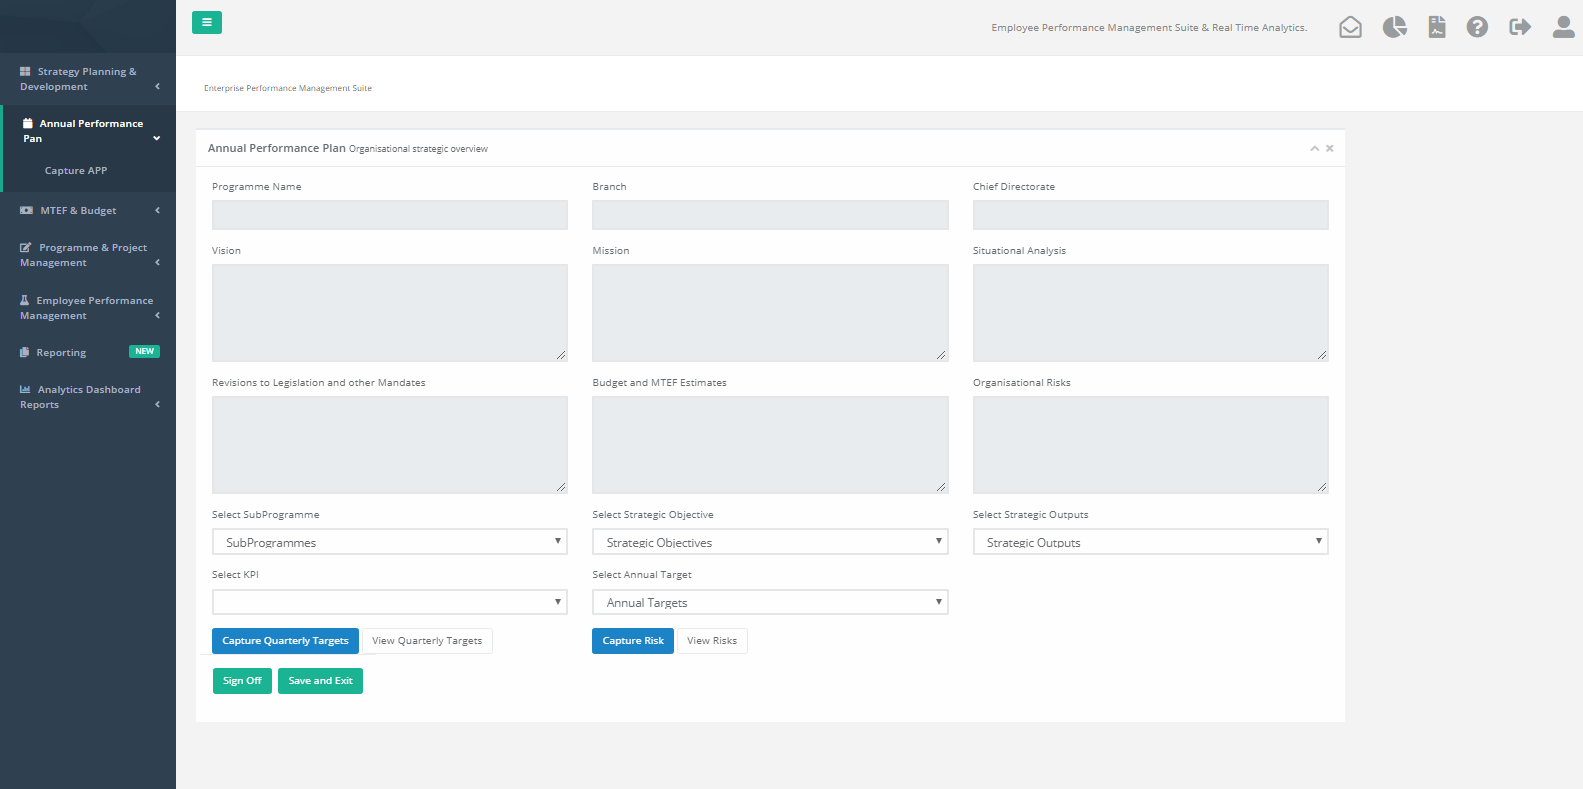 Employee Performance Management Suite & Real Time Analytics.
Strategy Planning &
Development
Annual Performance
Pan
Capture APP
MTEF & Budget
Programme & Project
Management
Employee Performance
Management
Reporting NEW
Analytics Dashboard
Reports
Enterprise Performance Management Suite
Annual Performance Plan Organisational strategic overview
Programme Name Branch Chief Directorate
Vision Mission Situational Analysis
Revisions to Legislation and other Mandates Budget and MTEF Estimates Organisational Risks
Select SubProgramme Select Strategic Objective Select Strategic Outputs
SubProgrammes Strategic Objectives Strategic Outputs
Select KPI Select Annual Target
Annual Targets
Capture Quarterly Targets View Quarterly Targets Capture Risk View Risks
Sign Off Save and Exit